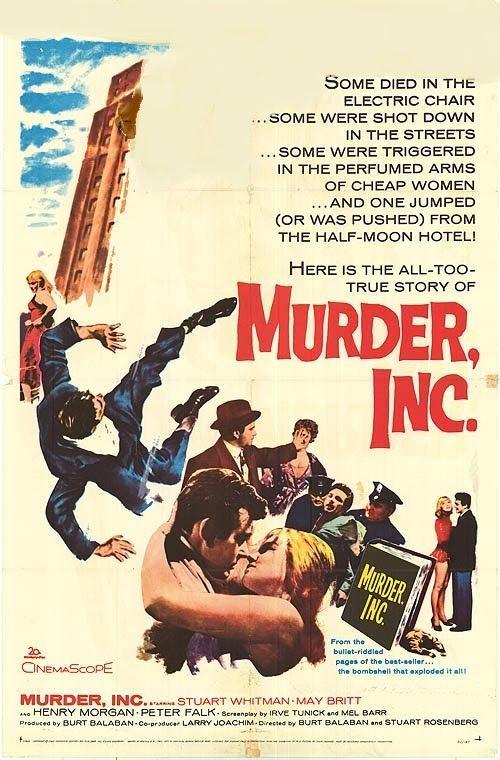 SOME DIED IN THE
ELECTRIC CHAIR
...SOME WERE SHOT DOWN
IN THE STREETS
...SOME WERE TRIGGERED
IN THE PERFUMED ARMS
OF CHEAP WOMEN
...AND ONE JUMPED
(OR WAS PUSHED) FROM
THE HALF-MOON HOTEL!
HERE IS THE ALL-TOO-
TRUE STORY OF
MURDER,
INC.
MURDER,
INC.
From the
bullet-riddled
pages of the best-seller...
the bombshell that exploded it all!
20
CINEMASCOPE
MURDER, INC. STARRING STUART WHITMAN · MAY BRITT
AND HENRY MORGAN · PETER FALK · Screenplay by IRVE TUNICK and MEL BARR
Produced by BURT BALABAN · Co-producer LARRY JOACHIM · Directed by BURT BALABAN and STUART ROSENBERG